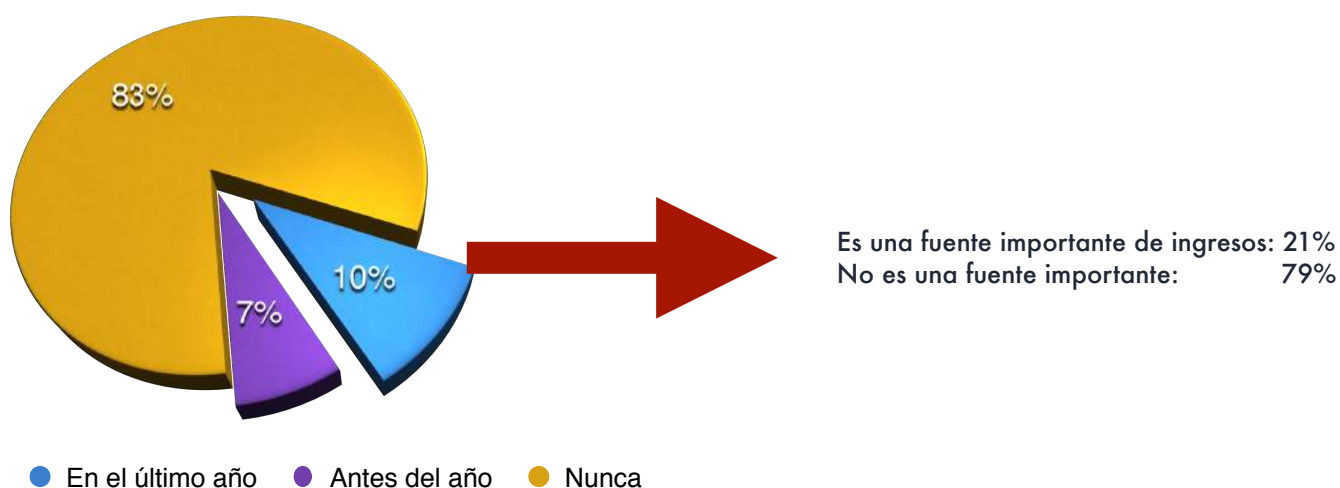 83%
10%
7%
Es una fuente importante de ingresos: 21%
No es una fuente importante: 79%
En el último año Antes del año Nunca